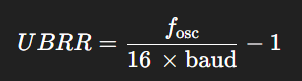 UBRR = f_osc / (16 × baud) − 1